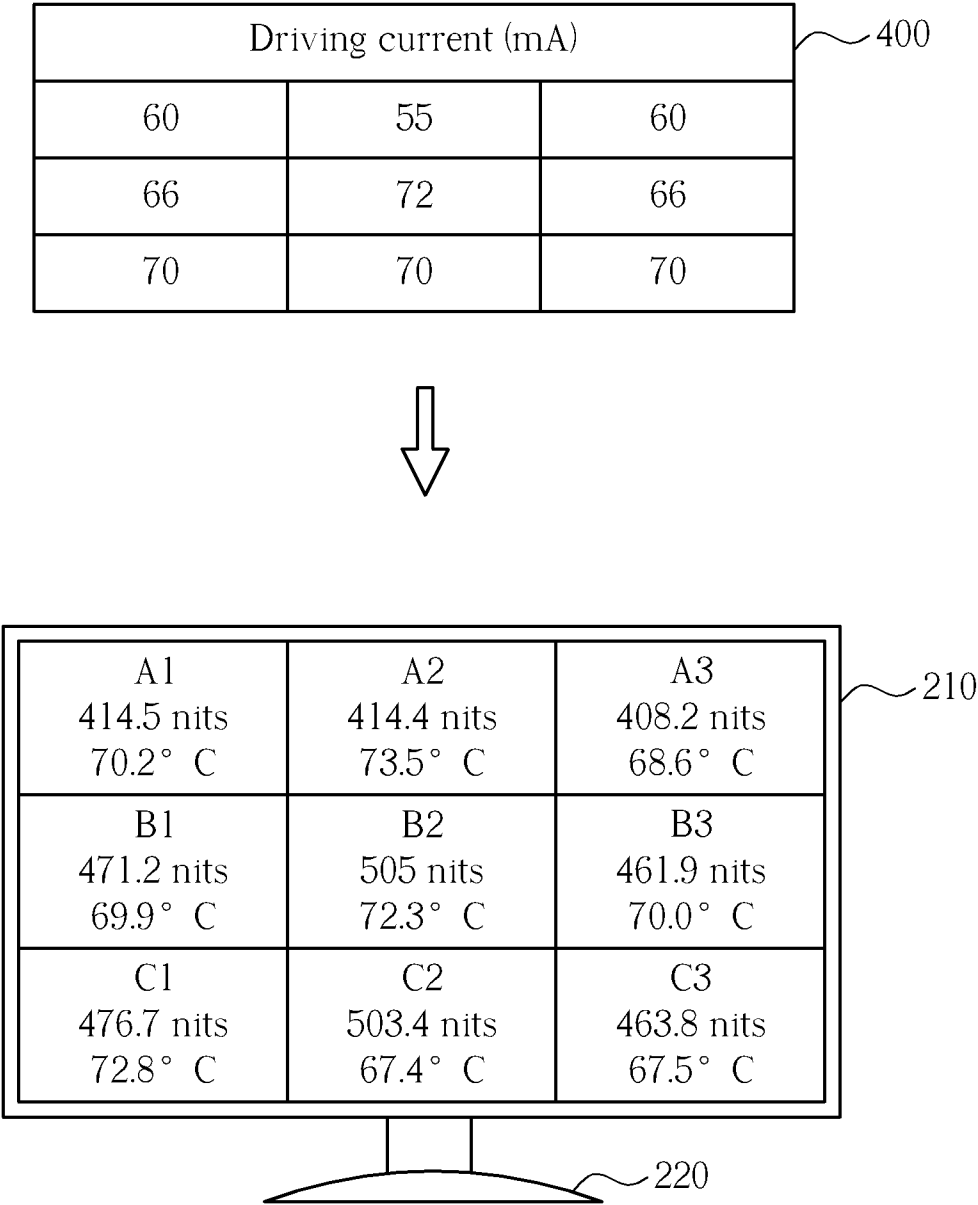 Driving current (mA)
400
60 55 60
66 72 66
70 70 70
A1 A2 A3
414.5 nits 414.4 nits 408.2 nits
70.2° C 73.5° C 68.6° C
210
B1 B2 B3
471.2 nits 505 nits 461.9 nits
69.9° C 72.3° C 70.0° C
C1 C2 C3
476.7 nits 503.4 nits 463.8 nits
72.8° C 67.4° C 67.5° C
220